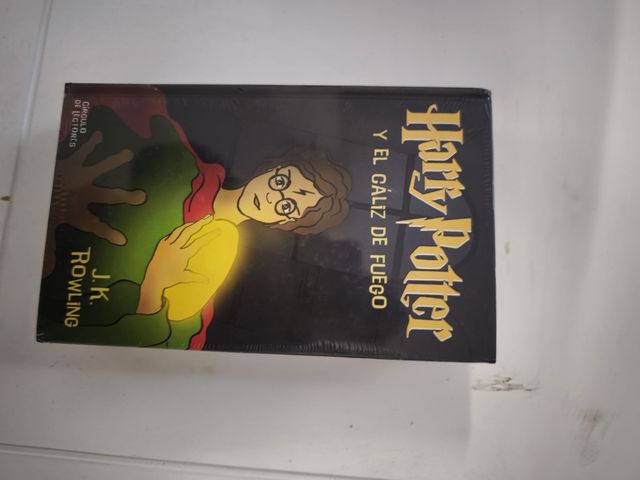 Harry Potter
Y EL CÁLIZ DE FUEGO
J.K.
ROWLING
CÍRCULO
DE LECTORES